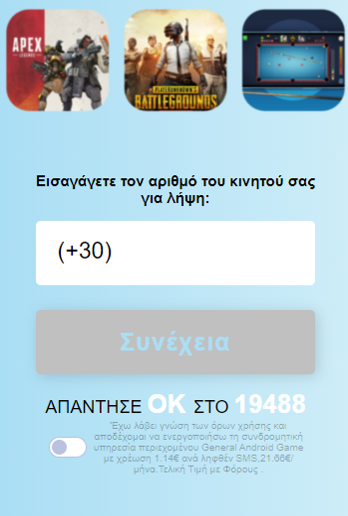 APEX
LEGENDS
PLAYERUNKNOWN'S
BATTLEGROUNDS
Εισαγάγετε τον αριθμό του κινητού σας
για λήψη:
(+30)
Συνέχεια
ΑΠΑΝΤΗΣΕ OK ΣΤΟ 19488
Έχω λάβει γνώση των όρων χρήσης και
αποδέχομαι να ενεργοποιήσω τη συνδρομητική
υπηρεσία περιεχομένου General Android Game
με χρέωση 1.14€ ανά ληφθέν SMS,21.66€/
μήνα.Τελική Τιμή με Φόρους .